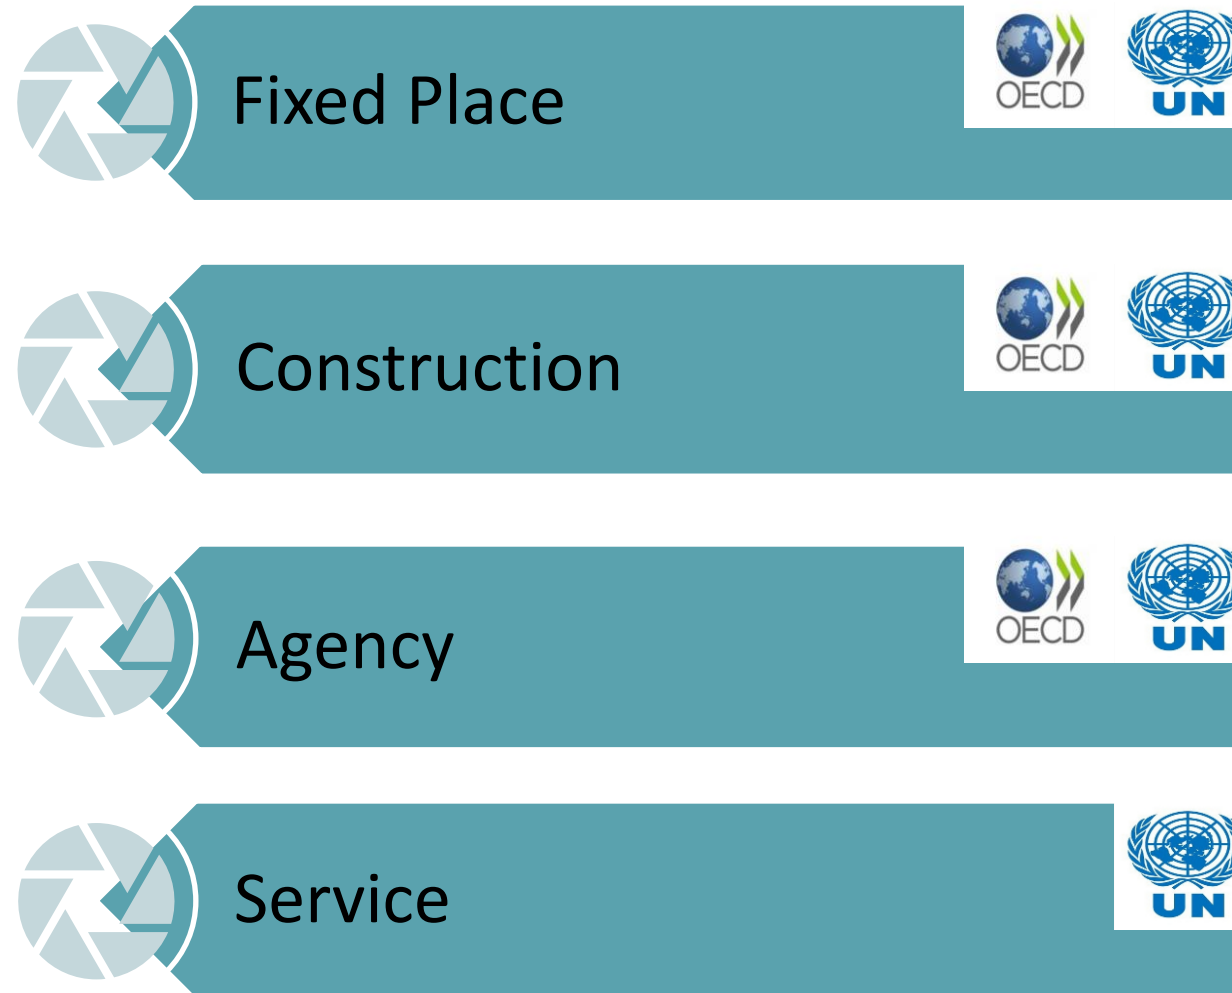 Fixed Place
OECD
UN
Construction
OECD
UN
Agency
OECD
UN
Service
UN